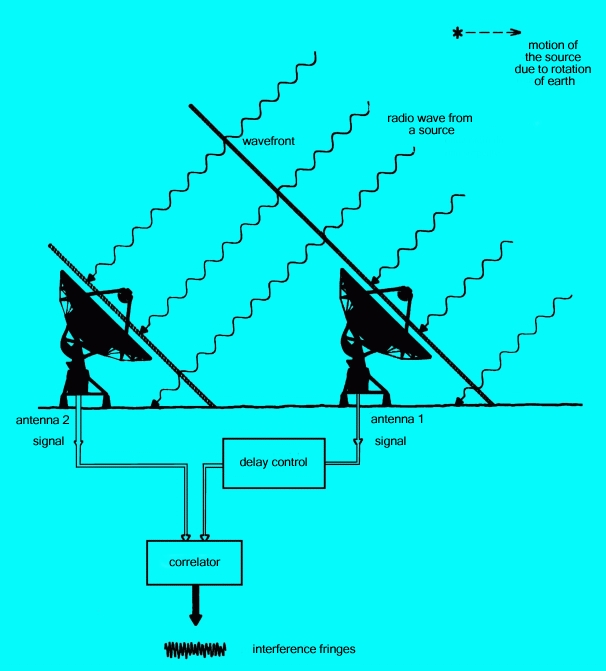 motion of
the source
due to rotation
of earth
radio wave from
a source
wavefront
antenna 2
antenna 1
signal
signal
delay control
correlator
interference fringes